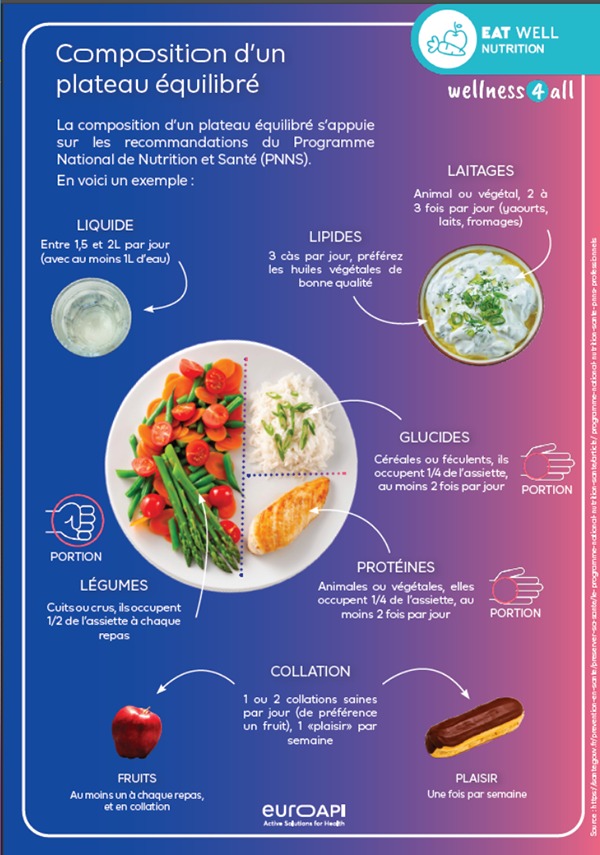 EAT WELL
NUTRITION
wellness 4 all
Composition d'un
plateau équilibré
La composition d'un plateau équilibré s'appuie
sur les recommandations du Programme
National de Nutrition et Santé (PNNS).
En voici un exemple :
LAITAGES
Animal ou végétal, 2 à
3 fois par jour (yaourts,
laits, fromages)
LIQUIDE
Entre 1,5 et 2L par jour
(avec au moins 1L d'eau)
LIPIDES
3 càs par jour, préférez
les huiles végétales de
bonne qualité
GLUCIDES
Céréales ou féculents, ils
occupent 1/4 de l'assiette,
au moins 2 fois par jour
PORTION
PORTION
LÉGUMES
Cuits ou crus, ils occupent
1/2 de l'assiette à chaque
repas
PROTÉINES
Animales ou végétales, elles
occupent 1/4 de l'assiette, au
moins 2 fois par jour
PORTION
COLLATION
1 ou 2 collations saines
par jour (de préférence
un fruit), 1 «plaisir» par
semaine
FRUITS
Au moins un à chaque repas,
et en collation
PLAISIR
Une fois par semaine
euroAPI
Active Solutions for Health
Source : https://sante.gouv.fr/prevention-en-sante/preserver-sa-sante/le-programme-national-nutrition-sante/article/programme-national-nutrition-sante-pnns-professionnels